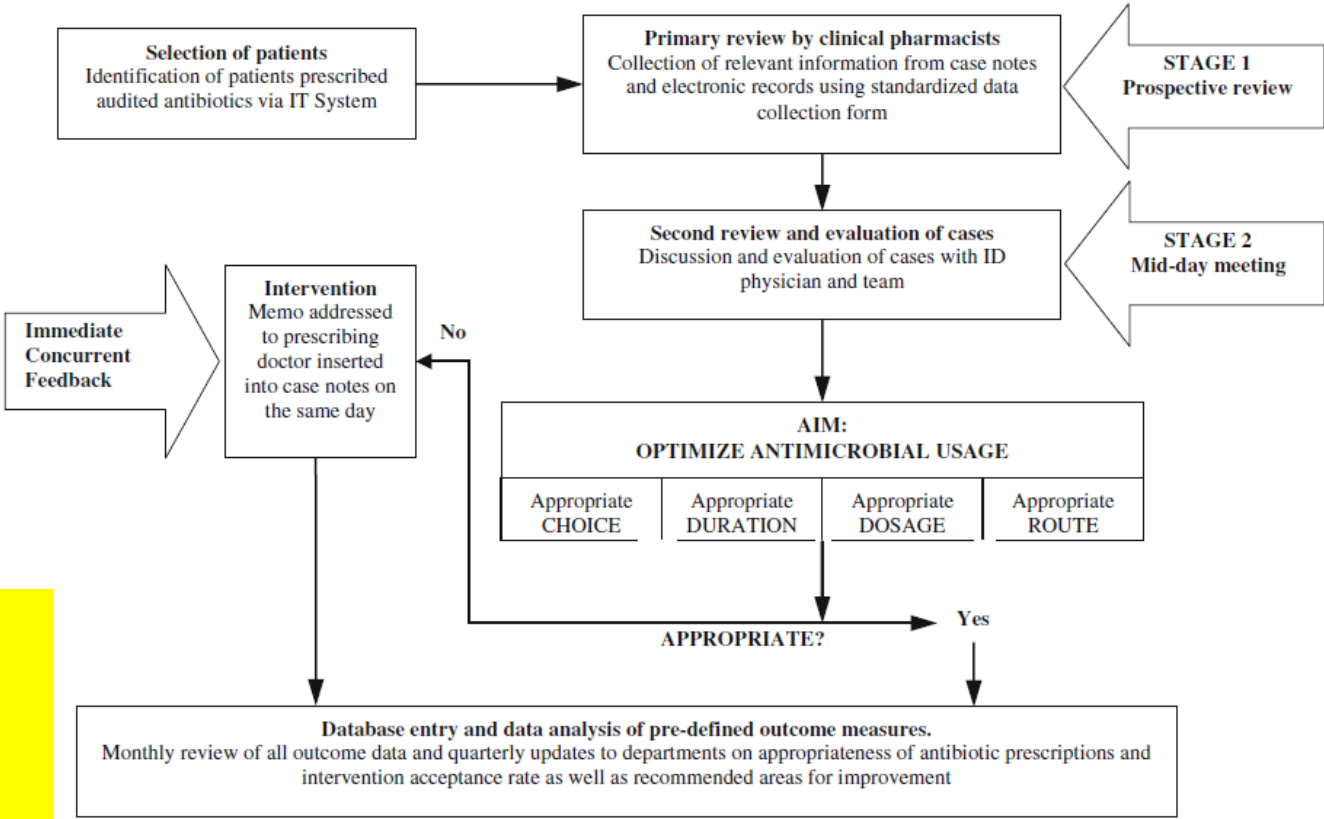 Selection of patients
Identification of patients prescribed
audited antibiotics via IT System
Primary review by clinical pharmacists
Collection of relevant information from case notes
and electronic records using standardized data
collection form
STAGE 1
Prospective review
Second review and evaluation of cases
Discussion and evaluation of cases with ID
physician and team
STAGE 2
Mid-day meeting
Immediate
Concurrent
Feedback
Intervention
Memo addressed
to prescribing
doctor inserted
into case notes on
the same day
No
AIM:
OPTIMIZE ANTIMICROBIAL USAGE
Appropriate
CHOICE
Appropriate
DURATION
Appropriate
DOSAGE
Appropriate
ROUTE
APPROPRIATE?
Yes
Database entry and data analysis of pre-defined outcome measures.
Monthly review of all outcome data and quarterly updates to departments on appropriateness of antibiotic prescriptions and
intervention acceptance rate as well as recommended areas for improvement